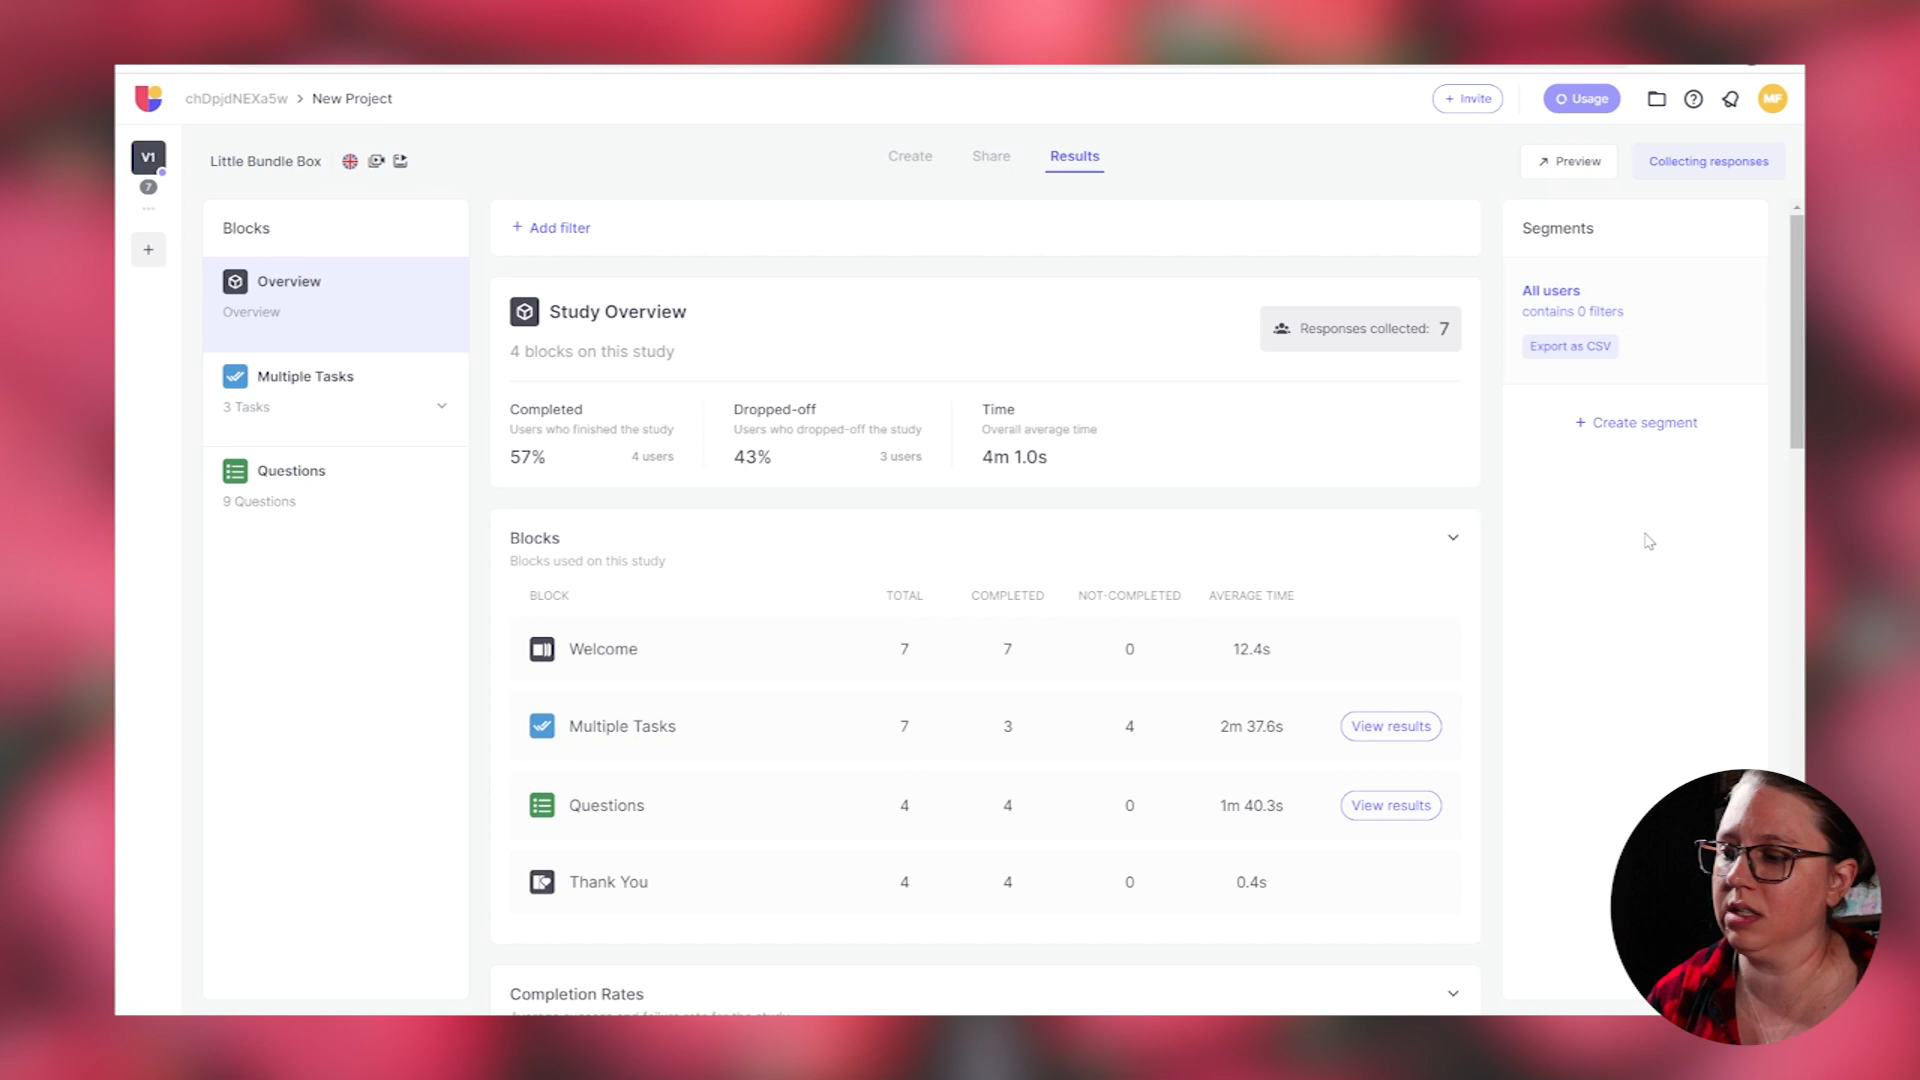 chDpjdNEXa5w > New Project
+ Invite
Usage
MF
V1
7
Little Bundle Box
Create
Share
Results
Preview
Collecting responses
Blocks
Overview
Overview
Multiple Tasks
3 Tasks
Questions
9 Questions
+ Add filter
Study Overview
4 blocks on this study
Responses collected: 7
Completed
Users who finished the study
57%
4 users
Dropped-off
Users who dropped-off the study
43%
3 users
Time
Overall average time
4m 1.0s
Blocks
Blocks used on this study
BLOCK TOTAL COMPLETED NOT-COMPLETED AVERAGE TIME
Welcome 7 7 0 12.4s
Multiple Tasks 7 3 4 2m 37.6s View results
Questions 4 4 0 1m 40.3s View results
Thank You 4 4 0 0.4s
Completion Rates
Segments
All users
contains 0 filters
Export as CSV
+ Create segment